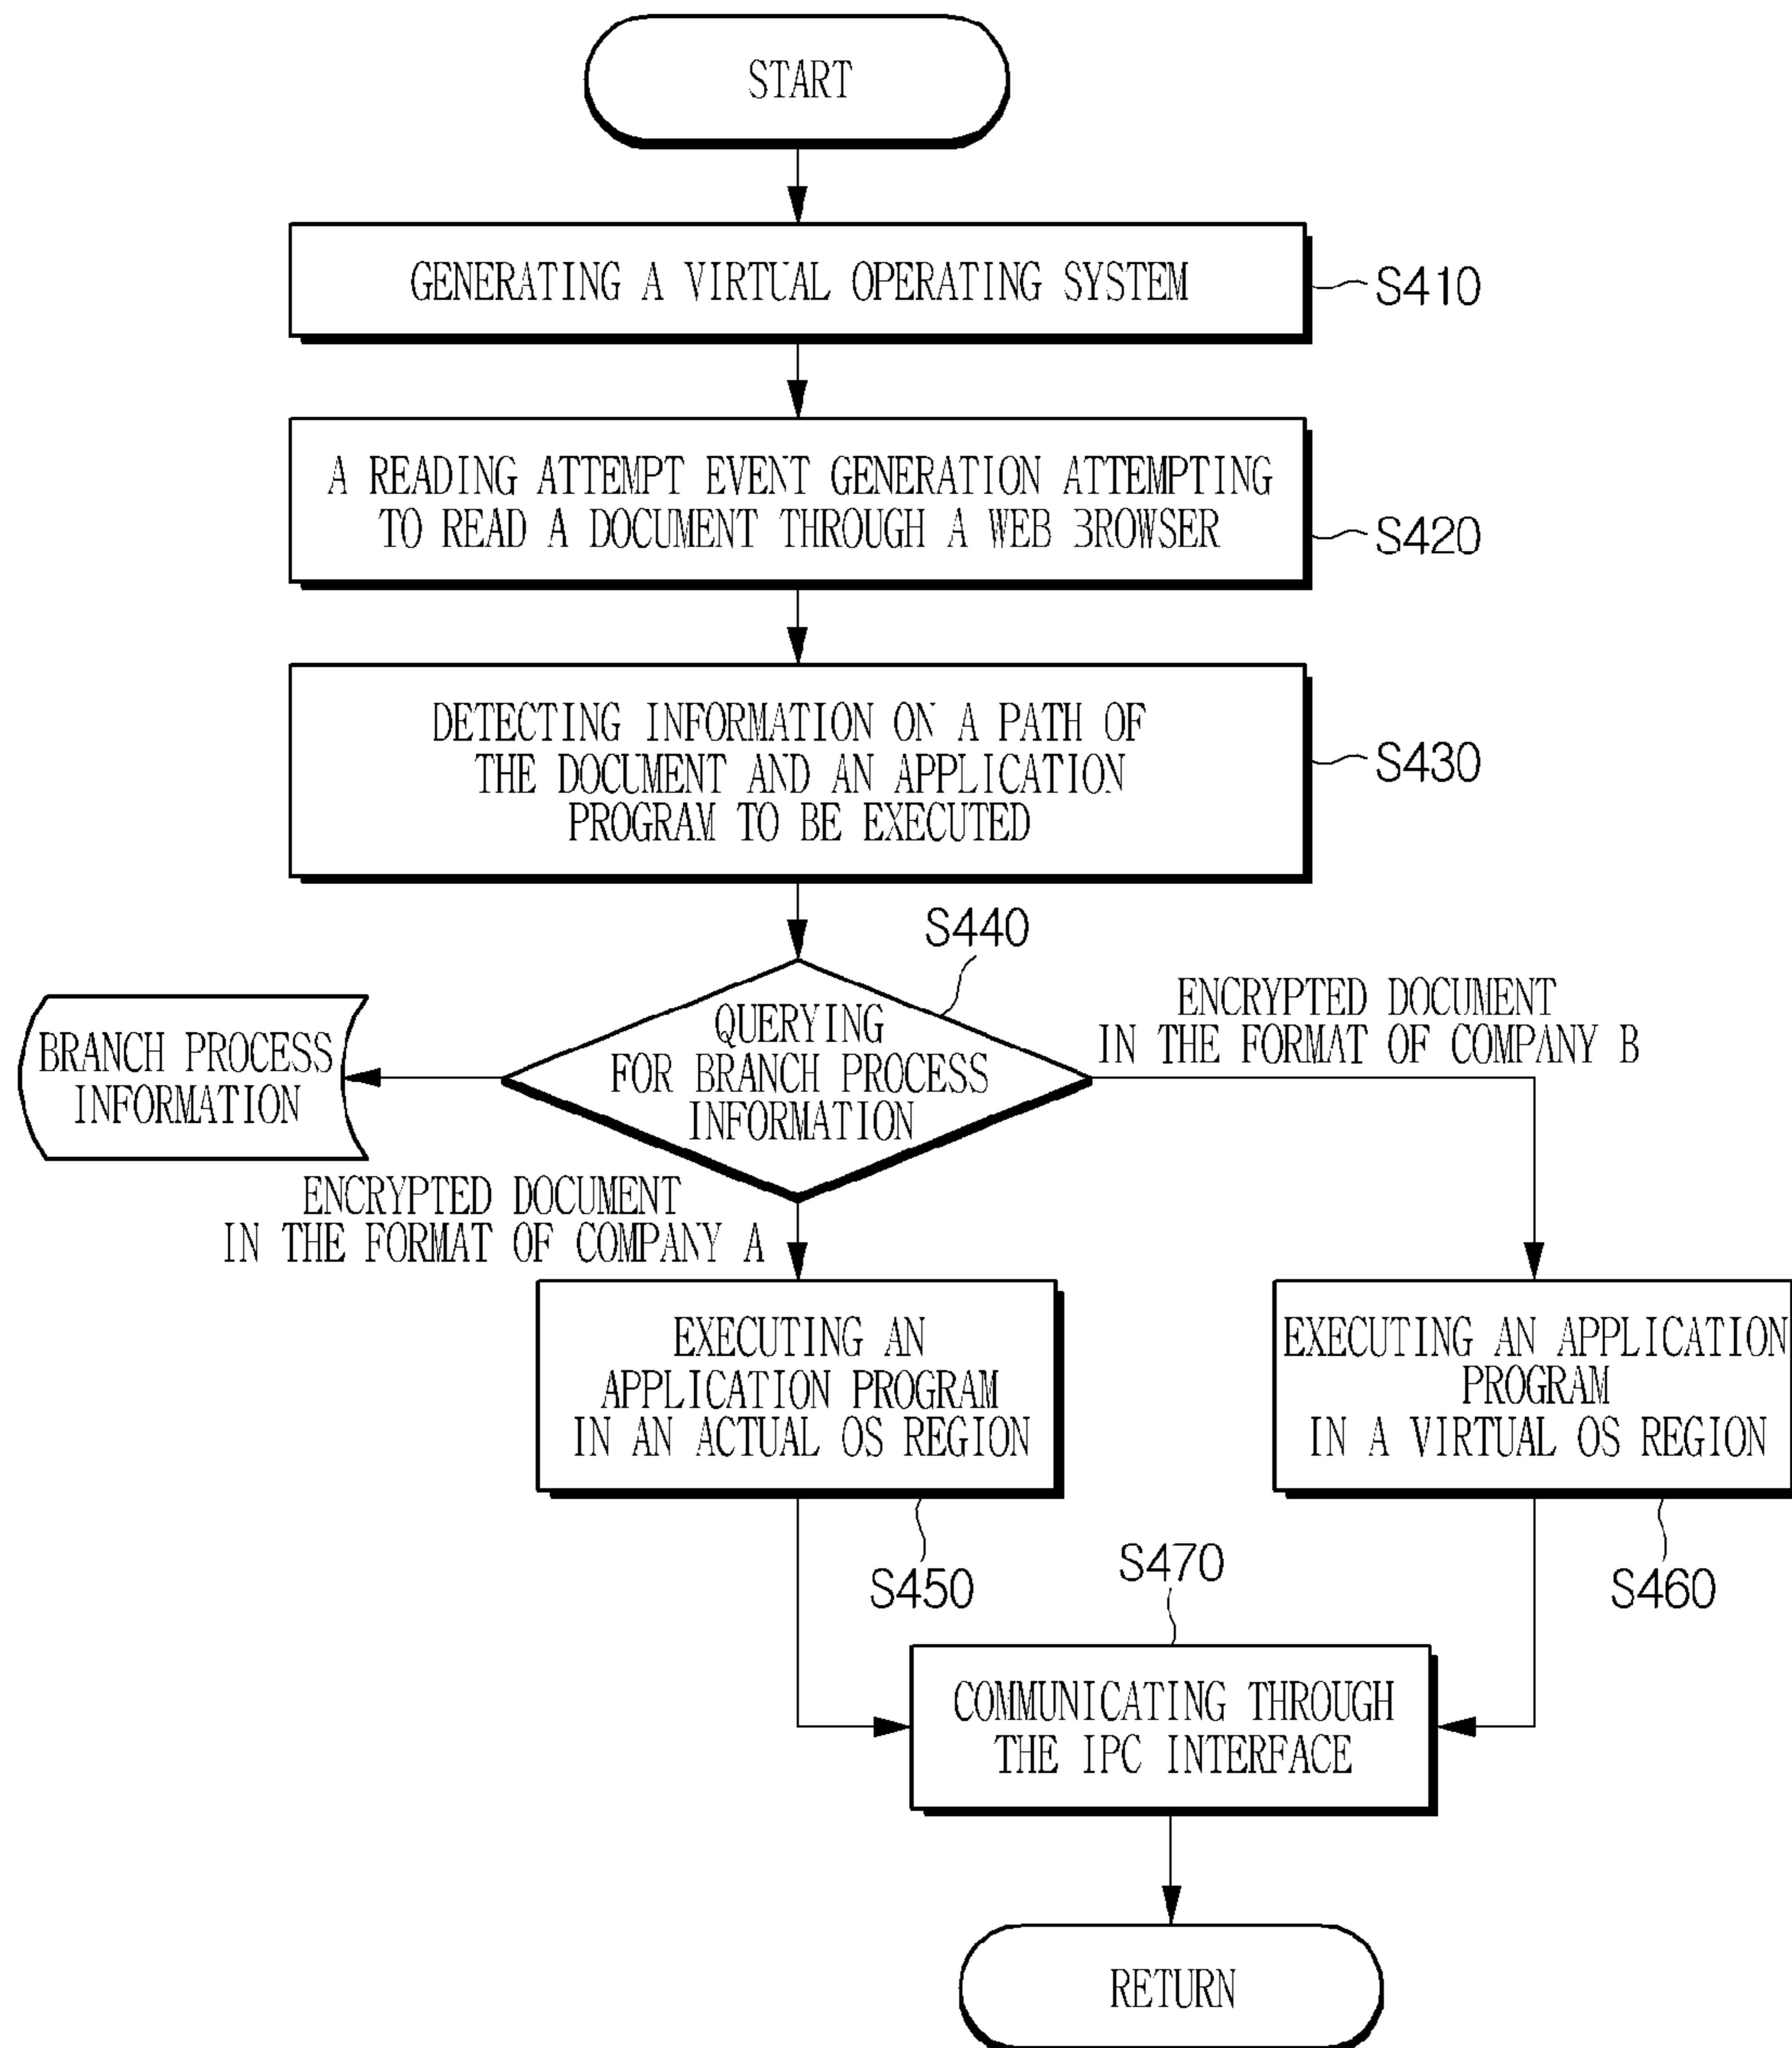 START
GENERATING A VIRTUAL OPERATING SYSTEM
S410
A READING ATTEMPT EVENT GENERATION ATTEMPTING
TO READ A DOCUMENT THROUGH A WEB BROWSER
S420
DETECTING INFORMATION ON A PATH OF
THE DOCUMENT AND AN APPLICATION
PROGRAM TO BE EXECUTED
S430
S440
QUERYING
FOR BRANCH PROCESS
INFORMATION
BRANCH PROCESS
INFORMATION
ENCRYPTED DOCUMENT
IN THE FORMAT OF COMPANY B
ENCRYPTED DOCUMENT
IN THE FORMAT OF COMPANY A
EXECUTING AN
APPLICATION PROGRAM
IN AN ACTUAL OS REGION
S450
EXECUTING AN APPLICATION
PROGRAM
IN A VIRTUAL OS REGION
S460
S470
COMMUNICATING THROUGH
THE IPC INTERFACE
RETURN